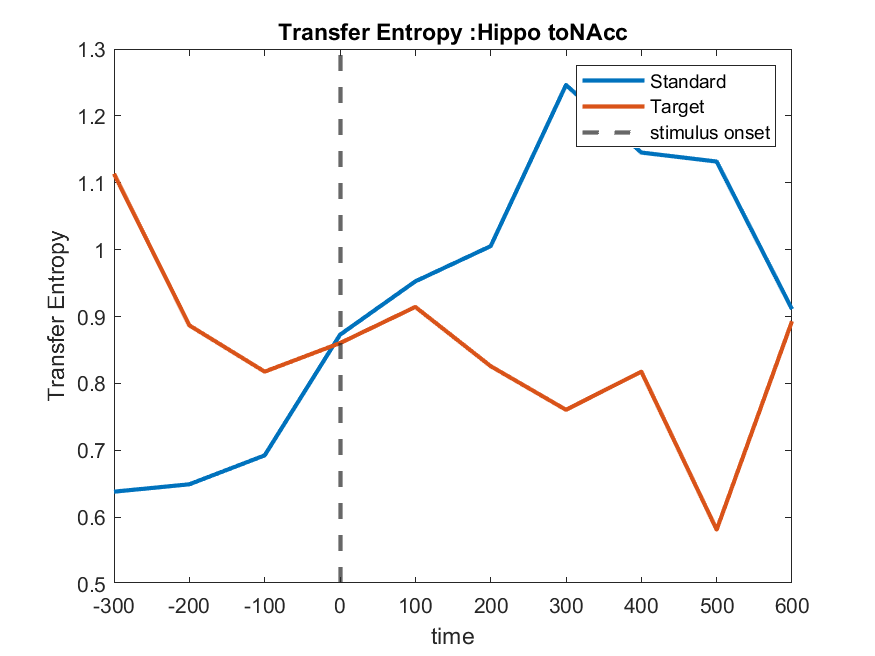 Transfer Entropy :Hippo toNAcc
1.3
1.2
1.1
1
0.9
0.8
0.7
0.6
0.5
Transfer Entropy
Standard
Target
stimulus onset
-300 -200 -100 0 100 200 300 400 500 600
time